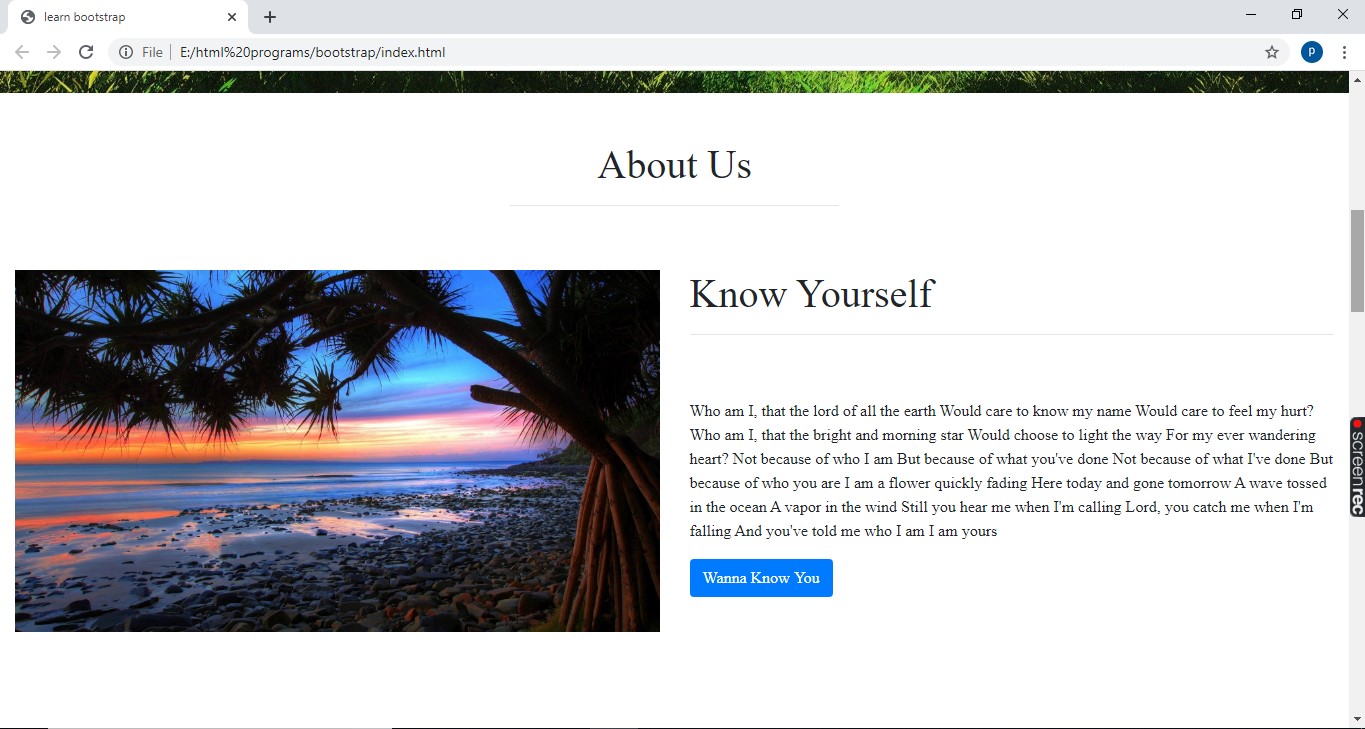 learn bootstrap
File E:/html%20programs/bootstrap/index.html
P
About Us
Know Yourself
Who am I, that the lord of all the earth Would care to know my name Would care to feel my hurt?
Who am I, that the bright and morning star Would choose to light the way For my ever wandering
heart? Not because of who I am But because of what you've done Not because of what I've done But
because of who you are I am a flower quickly fading Here today and gone tomorrow A wave tossed
in the ocean A vapor in the wind Still you hear me when I'm calling Lord, you catch me when I'm
falling And you've told me who I am I am yours
Wanna Know You
screenrec